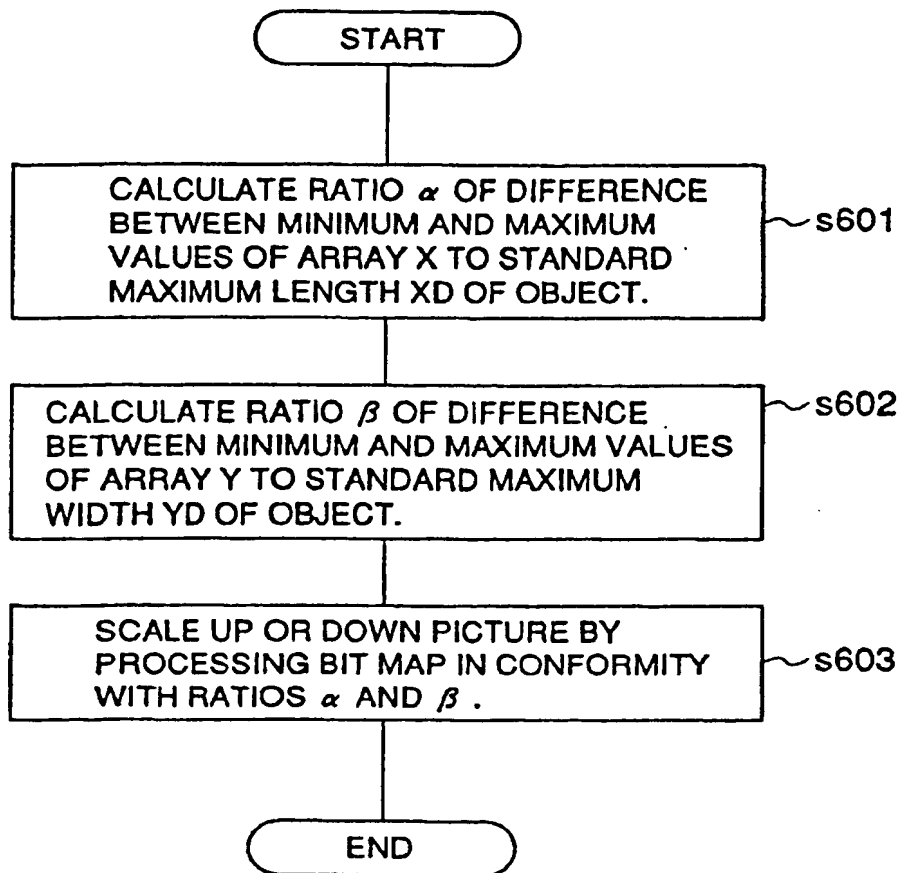 START
CALCULATE RATIO α OF DIFFERENCE
BETWEEN MINIMUM AND MAXIMUM
VALUES OF ARRAY X TO STANDARD
MAXIMUM LENGTH XD OF OBJECT.
s601
CALCULATE RATIO β OF DIFFERENCE
BETWEEN MINIMUM AND MAXIMUM VALUES
OF ARRAY Y TO STANDARD MAXIMUM
WIDTH YD OF OBJECT.
s602
SCALE UP OR DOWN PICTURE BY
PROCESSING BIT MAP IN CONFORMITY
WITH RATIOS α AND β .
s603
END